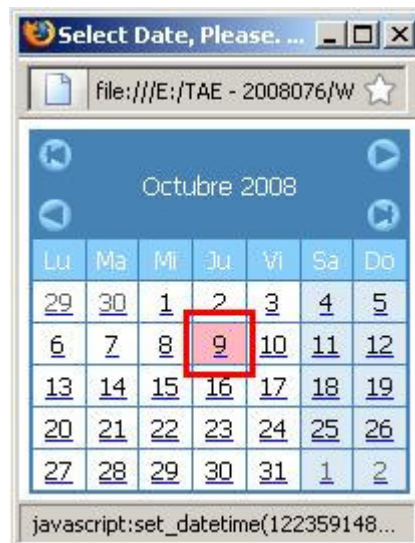 Select Date, Please. ...
file:///E:/TAE - 2008076/W
Octubre 2008
Lu Ma Mi Ju Vi Sa Do
29 30 1 2 3 4 5
6 7 8 9 10 11 12
13 14 15 16 17 18 19
20 21 22 23 24 25 26
27 28 29 30 31 1 2
javascript:set_datetime(122359148...